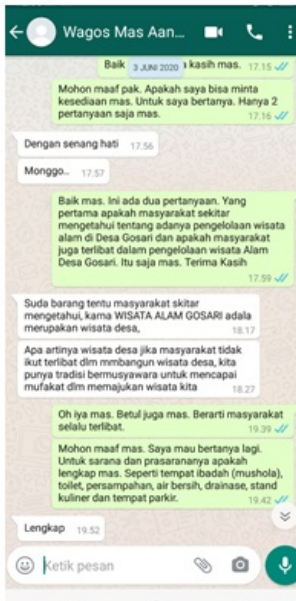 Wagos Mas Aan...
Baik
3 JUNI 2020
kasih mas. 17.15
Mohon maaf pak. Apakah saya bisa minta
kesediaan mas. Untuk saya bertanya. Hanya 2
pertanyaan saja mas.
17.16
Dengan senang hati 17.56
Monggo.. 17.57
Baik mas. Ini ada dua pertanyaan. Yang
pertama apakah masyarakat sekitar
mengetahui tentang adanya pengelolaan wisata
alam di Desa Gosari dan apakah masyarakat
juga terlibat dalam pengelolaan wisata Alam
Desa Gosari. Itu saja mas. Terima Kasih
17.59
Suda barang tentu masyarakat skitar
mengetahui, karna WISATA ALAM GOSARI adala
merupakan wisata desa,
18.17
Apa artinya wisata desa jika masyarakat tidak
ikut terlibat dlm mmbangun wisata desa, kita
punya tradisi bermusyawara untuk mencapai
mufakat dlm memajukan wisata kita
18.27
Oh iya mas. Betul juga mas. Berarti masyarakat
selalu terlibat.
19.39
Mohon maaf mas. Saya mau bertanya lagi.
Untuk sarana dan prasarananya apakah
lengkap mas. Seperti tempat ibadah (mushola),
toilet, persampahan, air bersih, drainase, stand
kuliner dan tempat parkir.
19.42
Lengkap 19.52
Ketik pesan